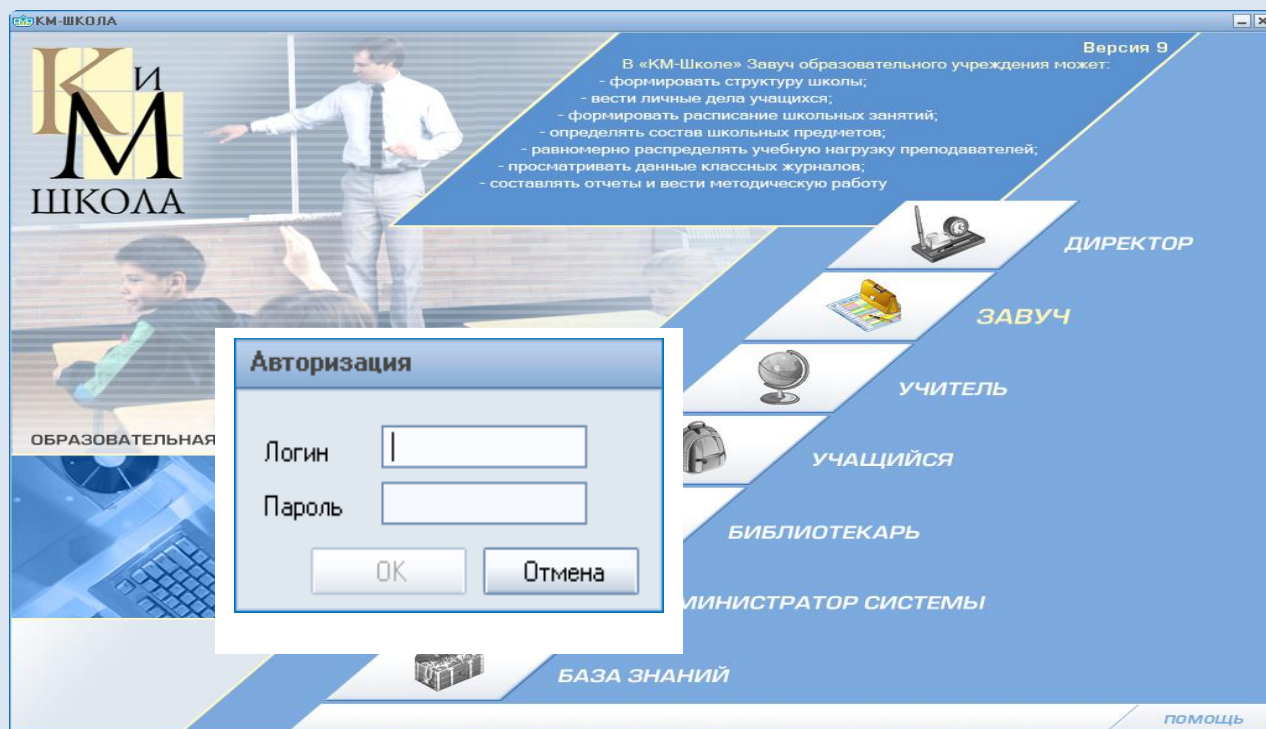 КМ-ШКОЛА
Ки
М
ШКОЛА
Версия 9
В «КМ-Школе» Завуч образовательного учреждения может:
- формировать структуру школы;
- вести личные дела учащихся;
- формировать расписание школьных занятий;
- определять состав школьных предметов;
- равномерно распределять учебную нагрузку преподавателей;
- просматривать данные классных журналов;
- составлять отчеты и вести методическую работу
ДИРЕКТОР
ЗАВУЧ
УЧИТЕЛЬ
ОБРАЗОВАТЕЛЬНАЯ
УЧАЩИЙСЯ
БИБЛИОТЕКАРЬ
МИНИСТРАТОР СИСТЕМЫ
БАЗА ЗНАНИЙ
Авторизация
Логин
Пароль
ОК Отмена
ПОМОЩЬ